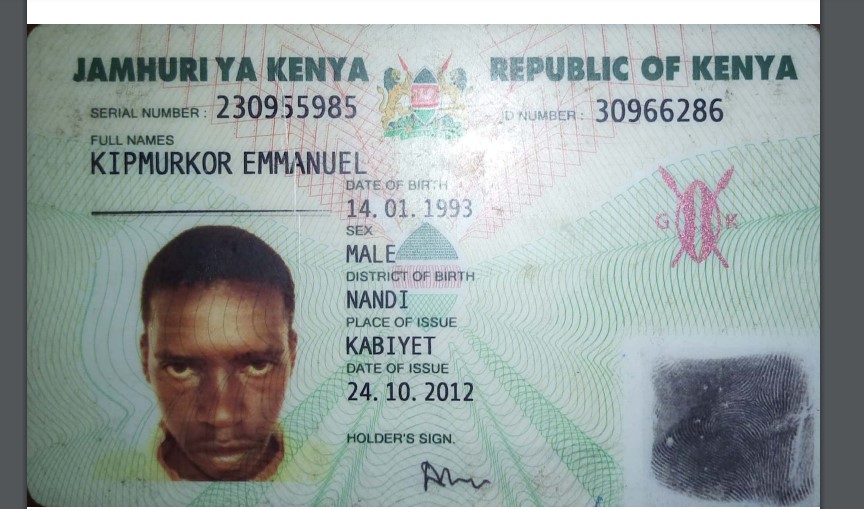 JAMHURI YA KENYA REPUBLIC OF KENYA
SERIAL NUMBER : 230955985 ID NUMBER : 30966286
FULL NAMES
KIPMURKOR EMMANUEL
DATE OF BIRTH
14. 01. 1993
SEX
MALE
DISTRICT OF BIRTH
NANDI
PLACE OF ISSUE
KABIYET
DATE OF ISSUE
24. 10. 2012
HOLDER'S SIGN.
G K